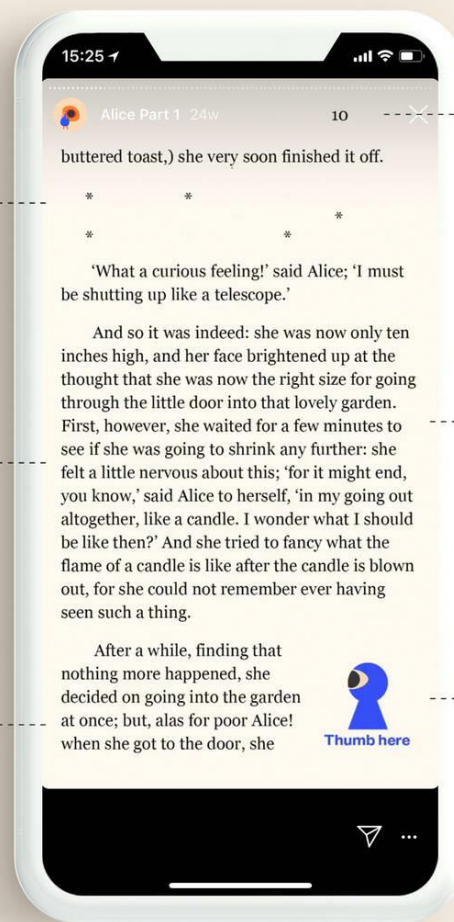 15:25
Alice Part 1 24w
10
buttered toast,) she very soon finished it off.
* *
*
* *
‘What a curious feeling!’ said Alice; ‘I must
be shutting up like a telescope.’
And so it was indeed: she was now only ten
inches high, and her face brightened up at the
thought that she was now the right size for going
through the little door into that lovely garden.
First, however, she waited for a few minutes to
see if she was going to shrink any further: she
felt a little nervous about this; ‘for it might end,
you know,’ said Alice to herself, ‘in my going out
altogether, like a candle. I wonder what I should
be like then?’ And she tried to fancy what the
flame of a candle is like after the candle is blown
out, for she could not remember ever having
seen such a thing.
After a while, finding that
nothing more happened, she
decided on going into the garden
at once; but, alas for poor Alice!
when she got to the door, she
Thumb here